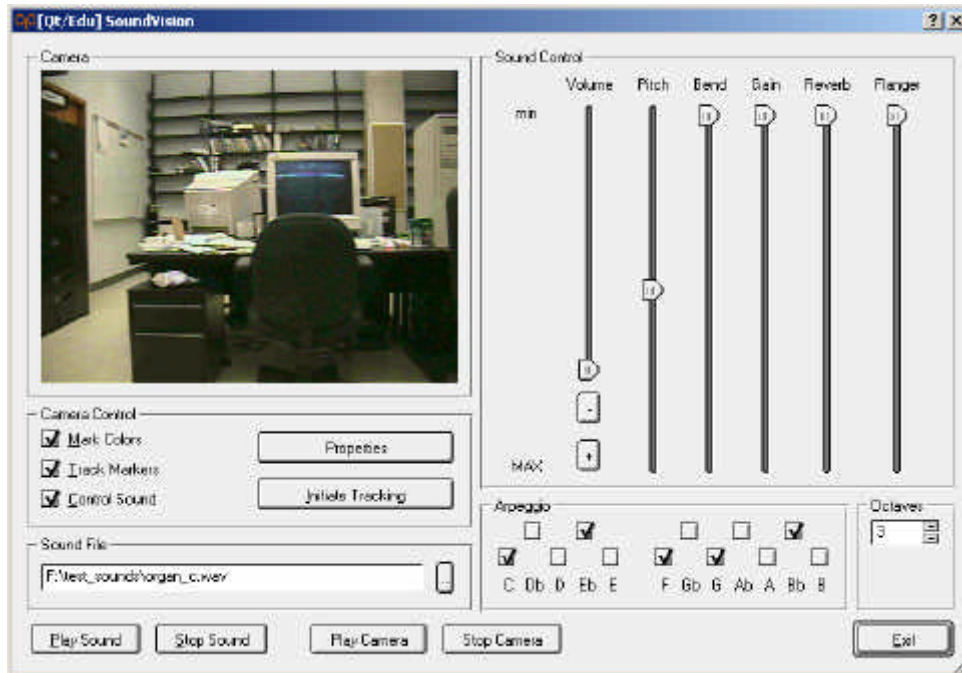 [Qt/Edu] SoundVision
Camera
Camera Control
Mark Colors
Track Markers
Control Sound
Properties
Initiate Tracking
Sound File
F:\test_sounds\organ_c.wav
...
Play Sound
Stop Sound
Play Camera
Stop Camera
Sound Control
Volume Pitch Bend Gain Reverb Flanger
min
-
+
MAX
Arpeggio
C Db D Eb E F Gb G Ab A Bb B
Octaves
3
Exit